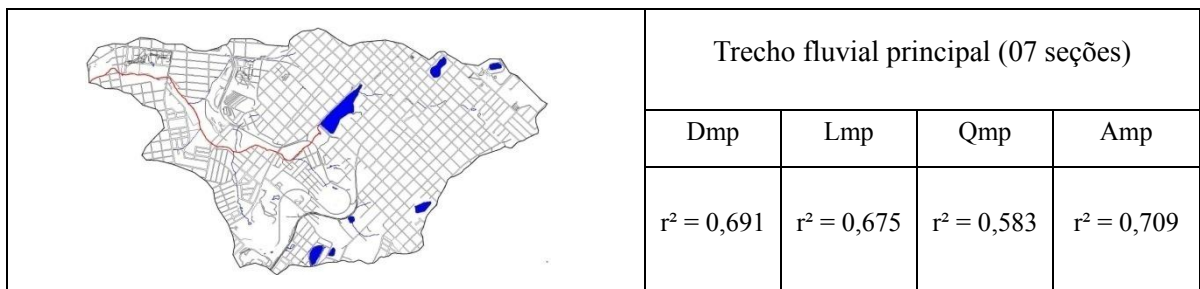 Trecho fluvial principal (07 seções)
Dmp Lmp Qmp Amp
r² = 0,691 r² = 0,675 r² = 0,583 r² = 0,709